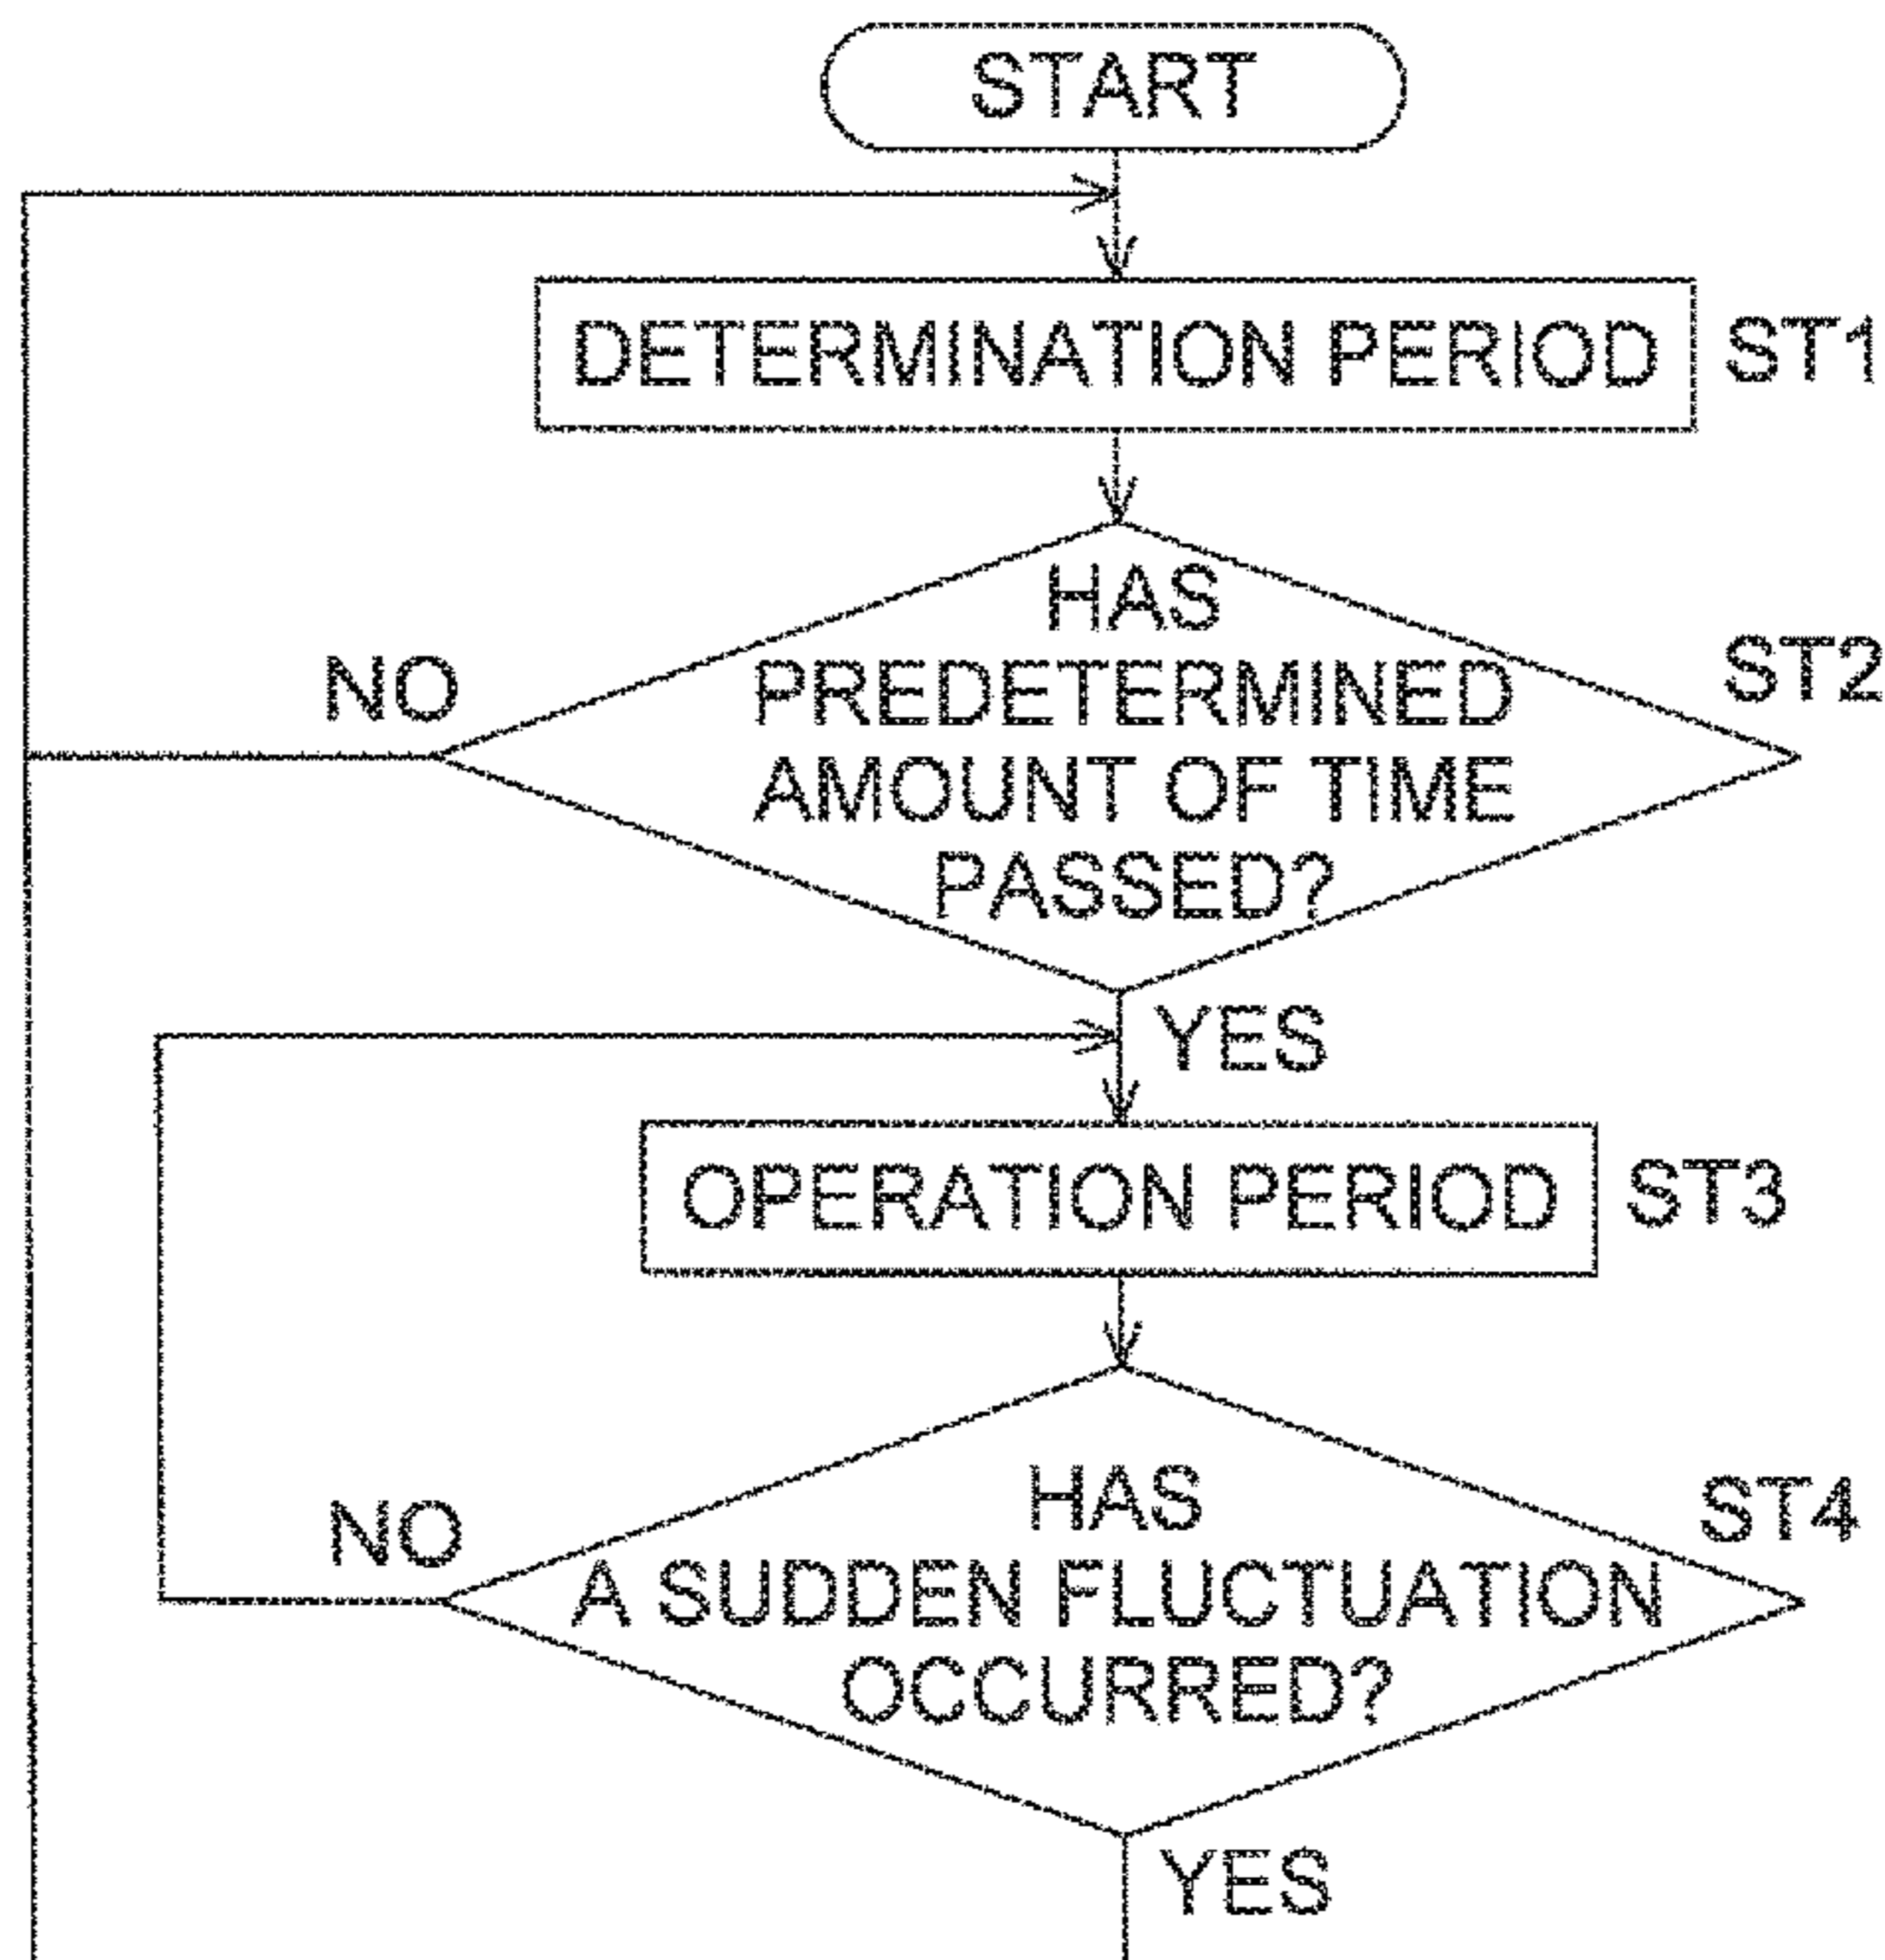 START
DETERMINATION PERIOD ST1
HAS
PREDETERMINED
AMOUNT OF TIME
PASSED?
ST2
NO
YES
OPERATION PERIOD ST3
HAS
A SUDDEN FLUCTUATION
OCCURRED?
ST4
NO
YES